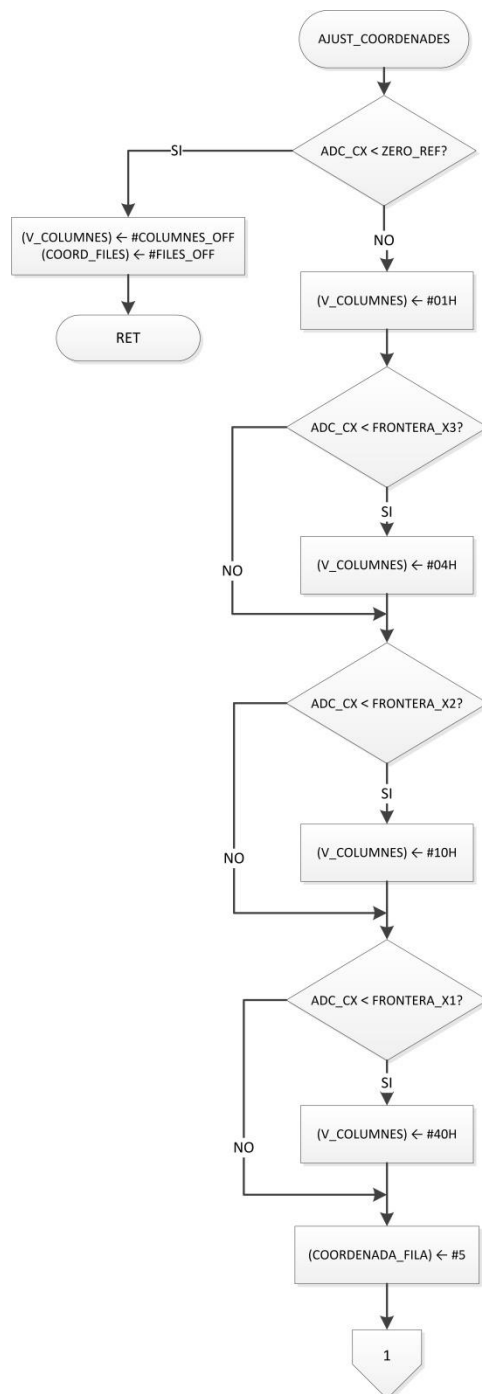 AJUST_COORDENADES
ADC_CX < ZERO_REF?
SI
(V_COLUMNES) ← #COLUMNES_OFF
(COORD_FILES) ← #FILES_OFF
NO
RET
(V_COLUMNES) ← #01H
ADC_CX < FRONTERA_X3?
SI
(V_COLUMNES) ← #04H
NO
ADC_CX < FRONTERA_X2?
SI
(V_COLUMNES) ← #10H
NO
ADC_CX < FRONTERA_X1?
SI
(V_COLUMNES) ← #40H
NO
(COORDENADA_FILA) ← #5
1